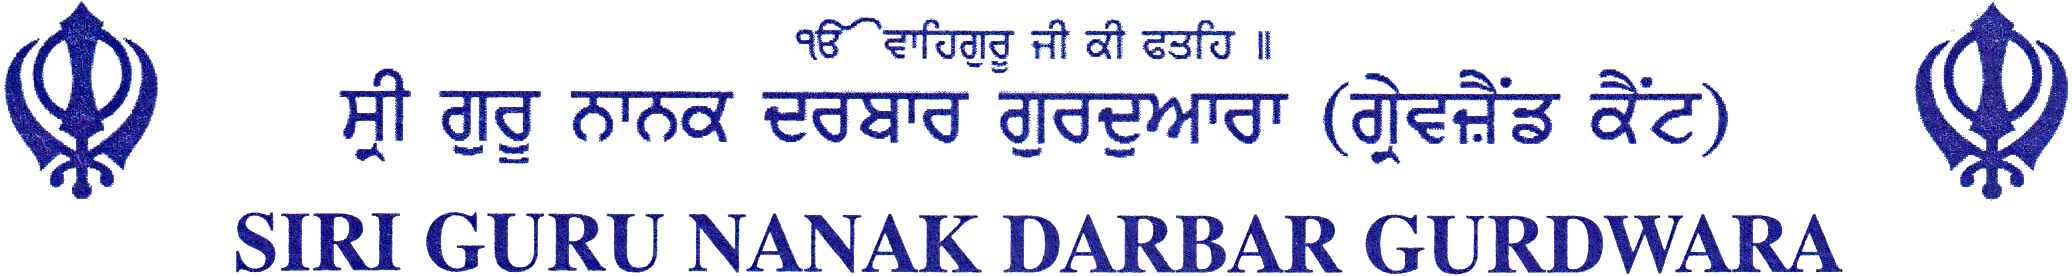 ੴ ਵਾਹਿਗੁਰੂ ਜੀ ਕੀ ਫਤਹਿ ॥
ਸ੍ਰੀ ਗੁਰੂ ਨਾਨਕ ਦਰਬਾਰ ਗੁਰਦੁਆਰਾ (ਗ੍ਰੇਵਜ਼ੈਂਡ ਕੈਂਟ)
SIRI GURU NANAK DARBAR GURDWARA